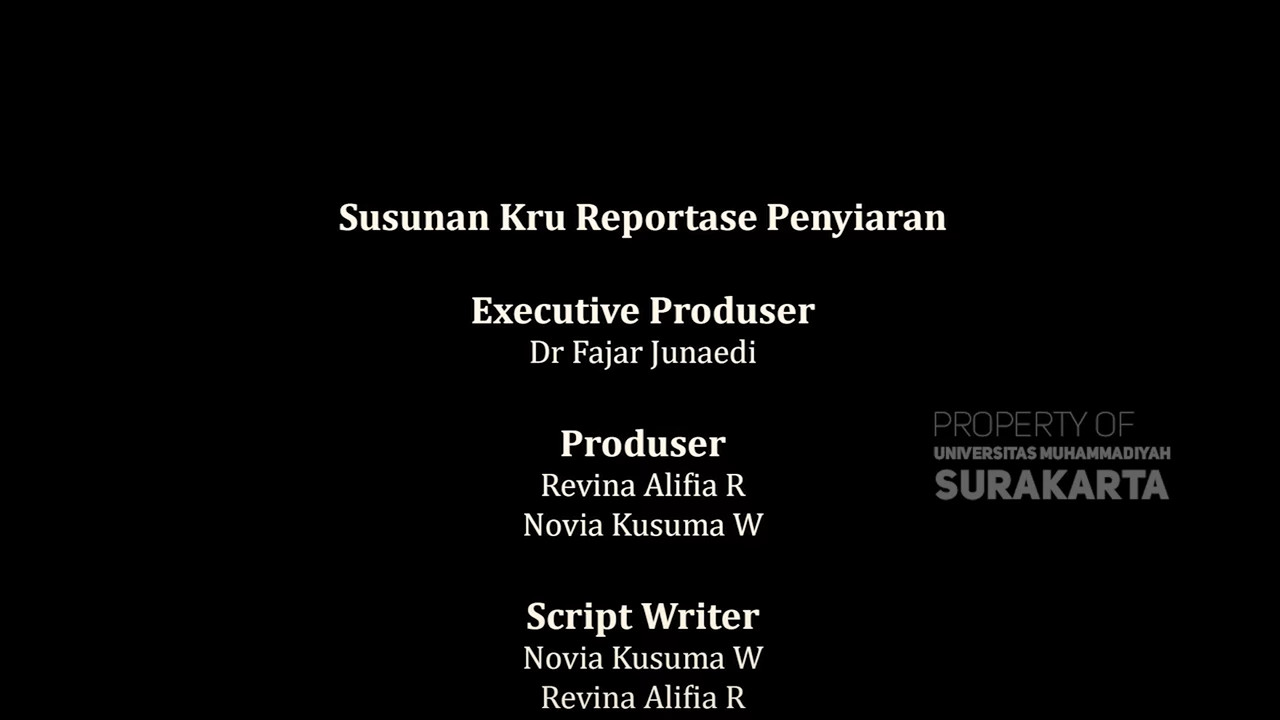 Susunan Kru Reportase Penyiaran
Executive Produser
Dr Fajar Junaedi
Produser
Revina Alifia R
Novia Kusuma W
PROPERTY OF
UNIVERSITAS MUHAMMADIYAH
SURAKARTA
Script Writer
Novia Kusuma W
Revina Alifia R